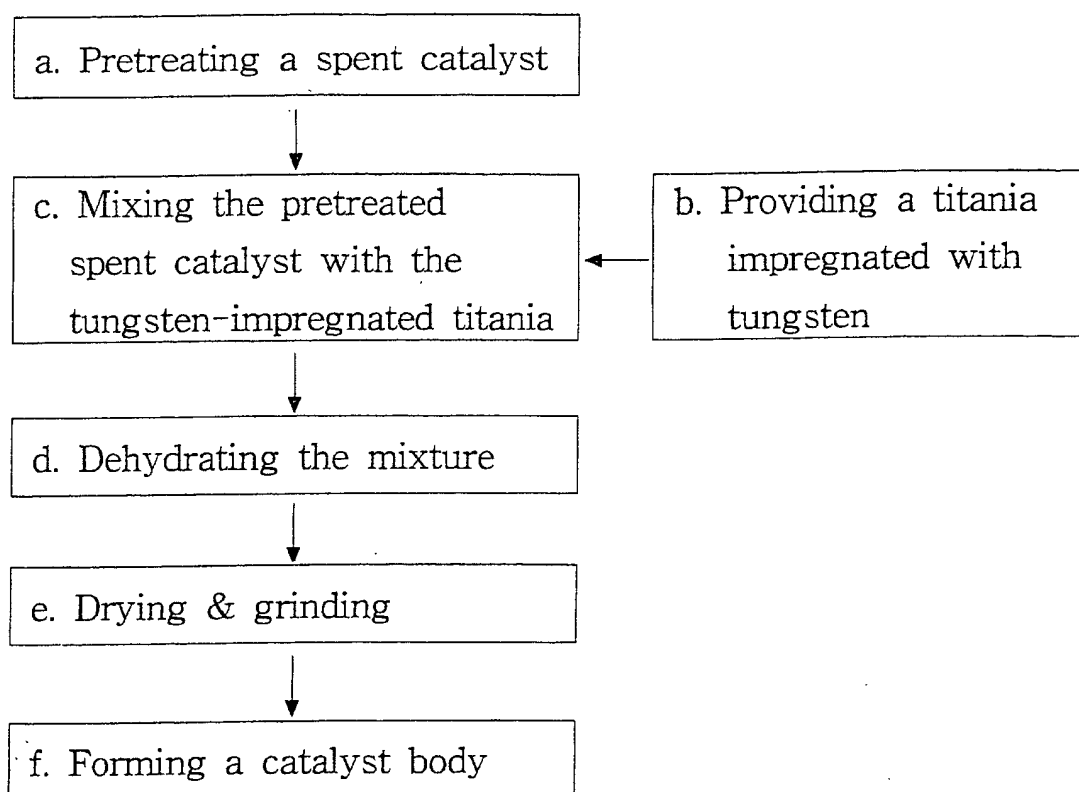 a. Pretreating a spent catalyst
c. Mixing the pretreated
spent catalyst with the
tungsten-impregnated titania
b. Providing a titania
impregnated with
tungsten
d. Dehydrating the mixture
e. Drying & grinding
f. Forming a catalyst body